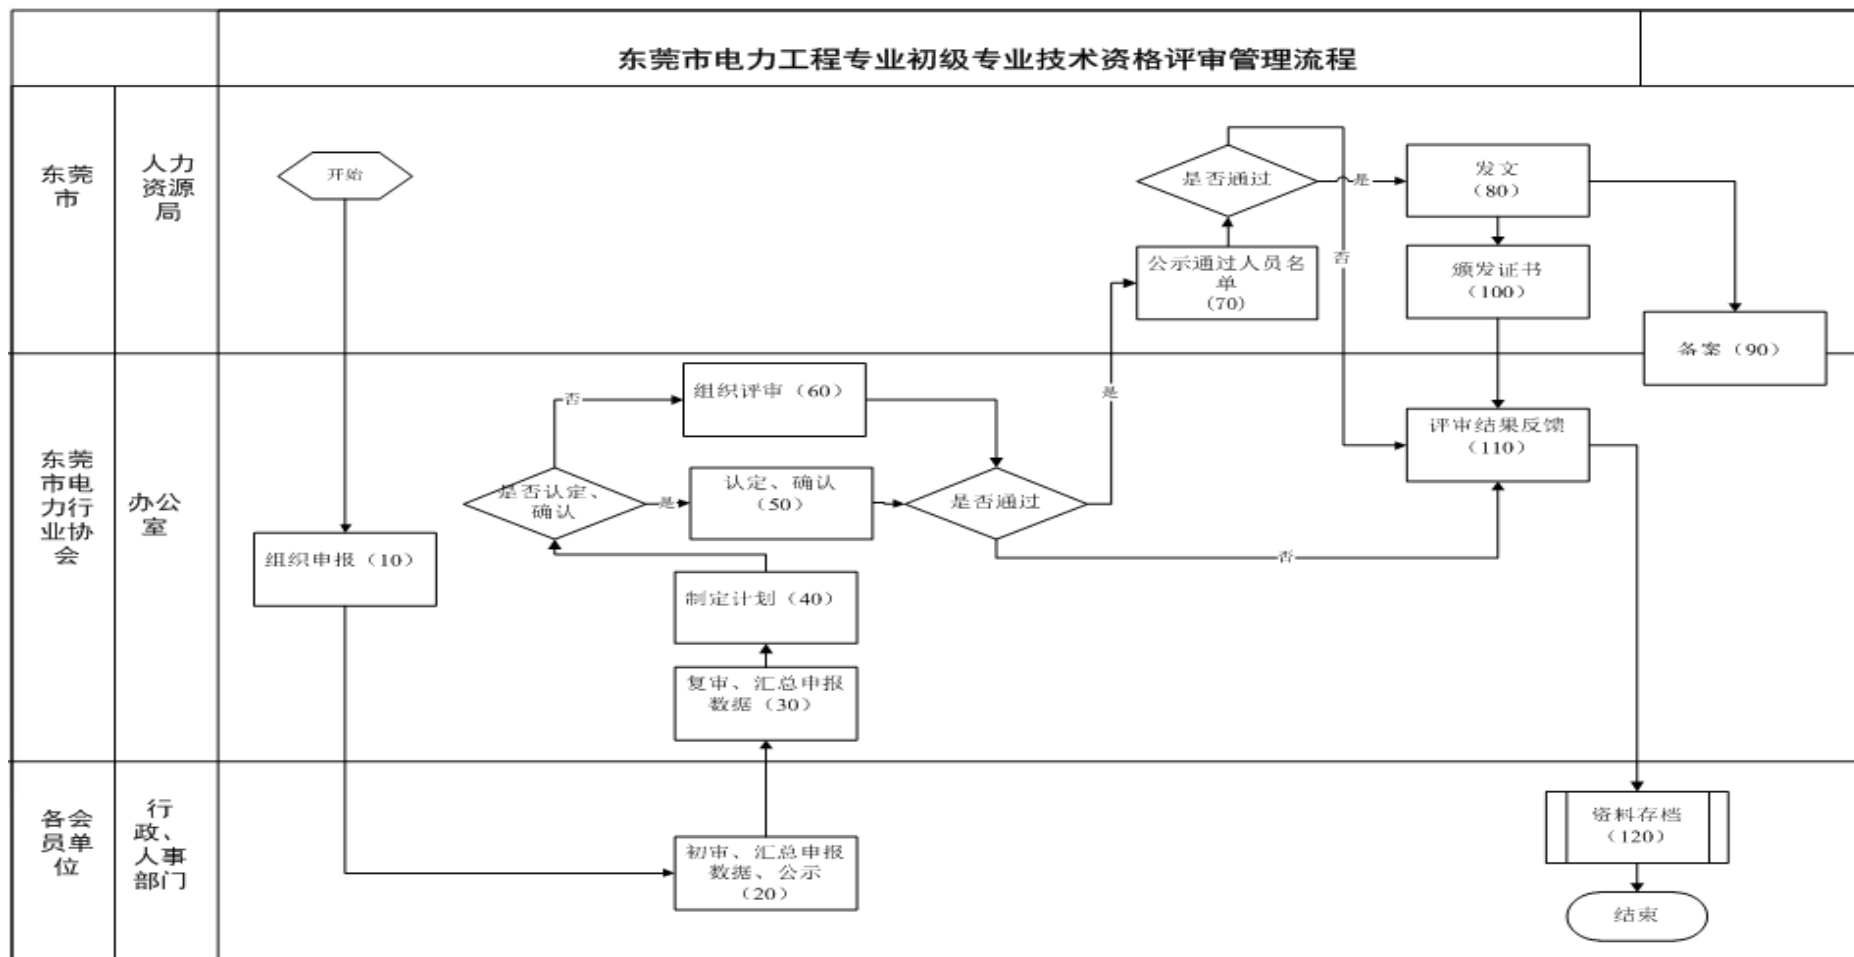 东莞市电力工程专业初级专业技术资格评审管理流程
东莞
市
人力
资源
局
开始
是否通过
是
发文
（80）
否
公示通过人员名
单
(70)
颁发证书
（100）
备案（90）
东莞
市电
力行
业协
会
办公
室
组织申报（10）
否
组织评审（60）
是否认定、
确认
是
认定、确认
（50）
是否通过
是
否
评审结果反馈
（110）
制定计划（40）
复审、汇总申报
数据（30）
各会
员单
位
行
政、
人事
部门
初审、汇总申报
数据、公示
（20）
资料存档
（120）
结束